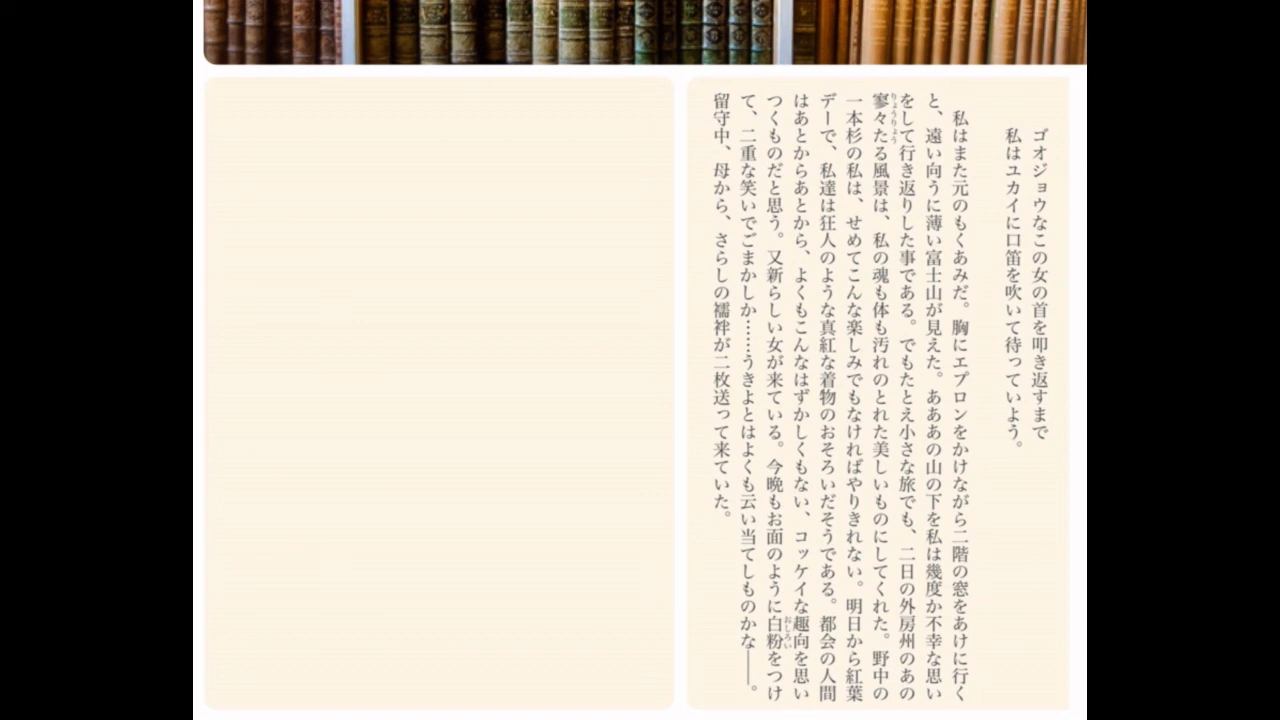 ゴオジョウなこの女の首を叩き返すまで
私はユカイに口笛を吹いて待っていよう。
私はまた元のもくあみだ。胸にエプロンをかけながら二階の窓をあけに行く
と、遠い向うに薄い富士山が見えた。あああの山の下を私は幾度か不幸な思い
をして行き返りした事である。でもたとえ小さな旅でも、二日の外房州のあの
寥々たる風景は、私の魂も体も汚れのとれた美しいものにしてくれた。野中の
一本杉の私は、せめてこんな楽しみでもなければやりきれない。明日から紅葉
デーで、私達は狂人のような真紅な着物のおそろいだそうである。都会の人間
はあとからあとから、よくもこんなはずかしくもない、コッケイな趣向を思い
つくものだと思う。又新らしい女が来ている。今晩もお面のように白粉をつけ
て、二重な笑いでごまかしか……うきよとはよくも云い当てしものかな――。
留守中、母から、さらしの襦袢が二枚送って来ていた。